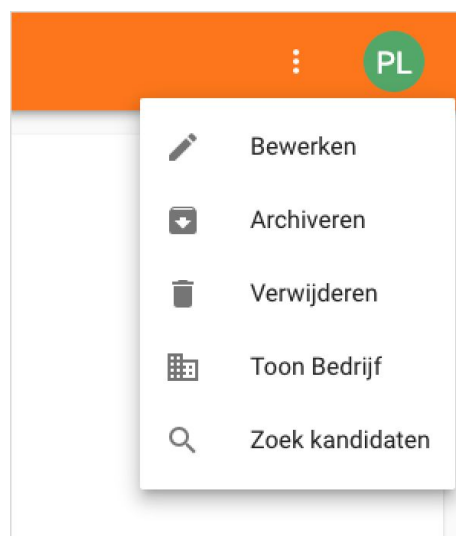 PL
Bewerken
Archiveren
Verwijderen
Toon Bedrijf
Zoek kandidaten